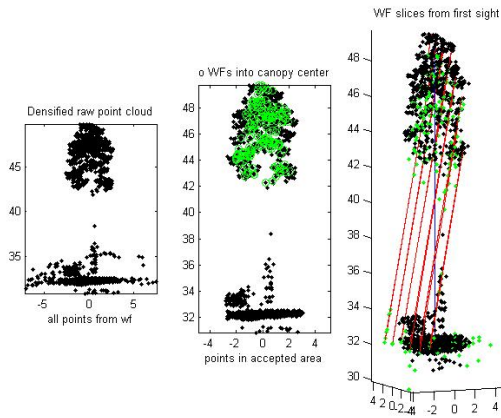 WF slices from first sight
o WFs into canopy center
Densified raw point cloud
45
40
35
-5 0 5
all points from wf
48
46
44
42
40
38
36
34
32
-4 -2 0 2 4
points in accepted area
48
46
44
42
40
38
36
34
32
30
4 2 0 -2 -4 -2 0 2 4